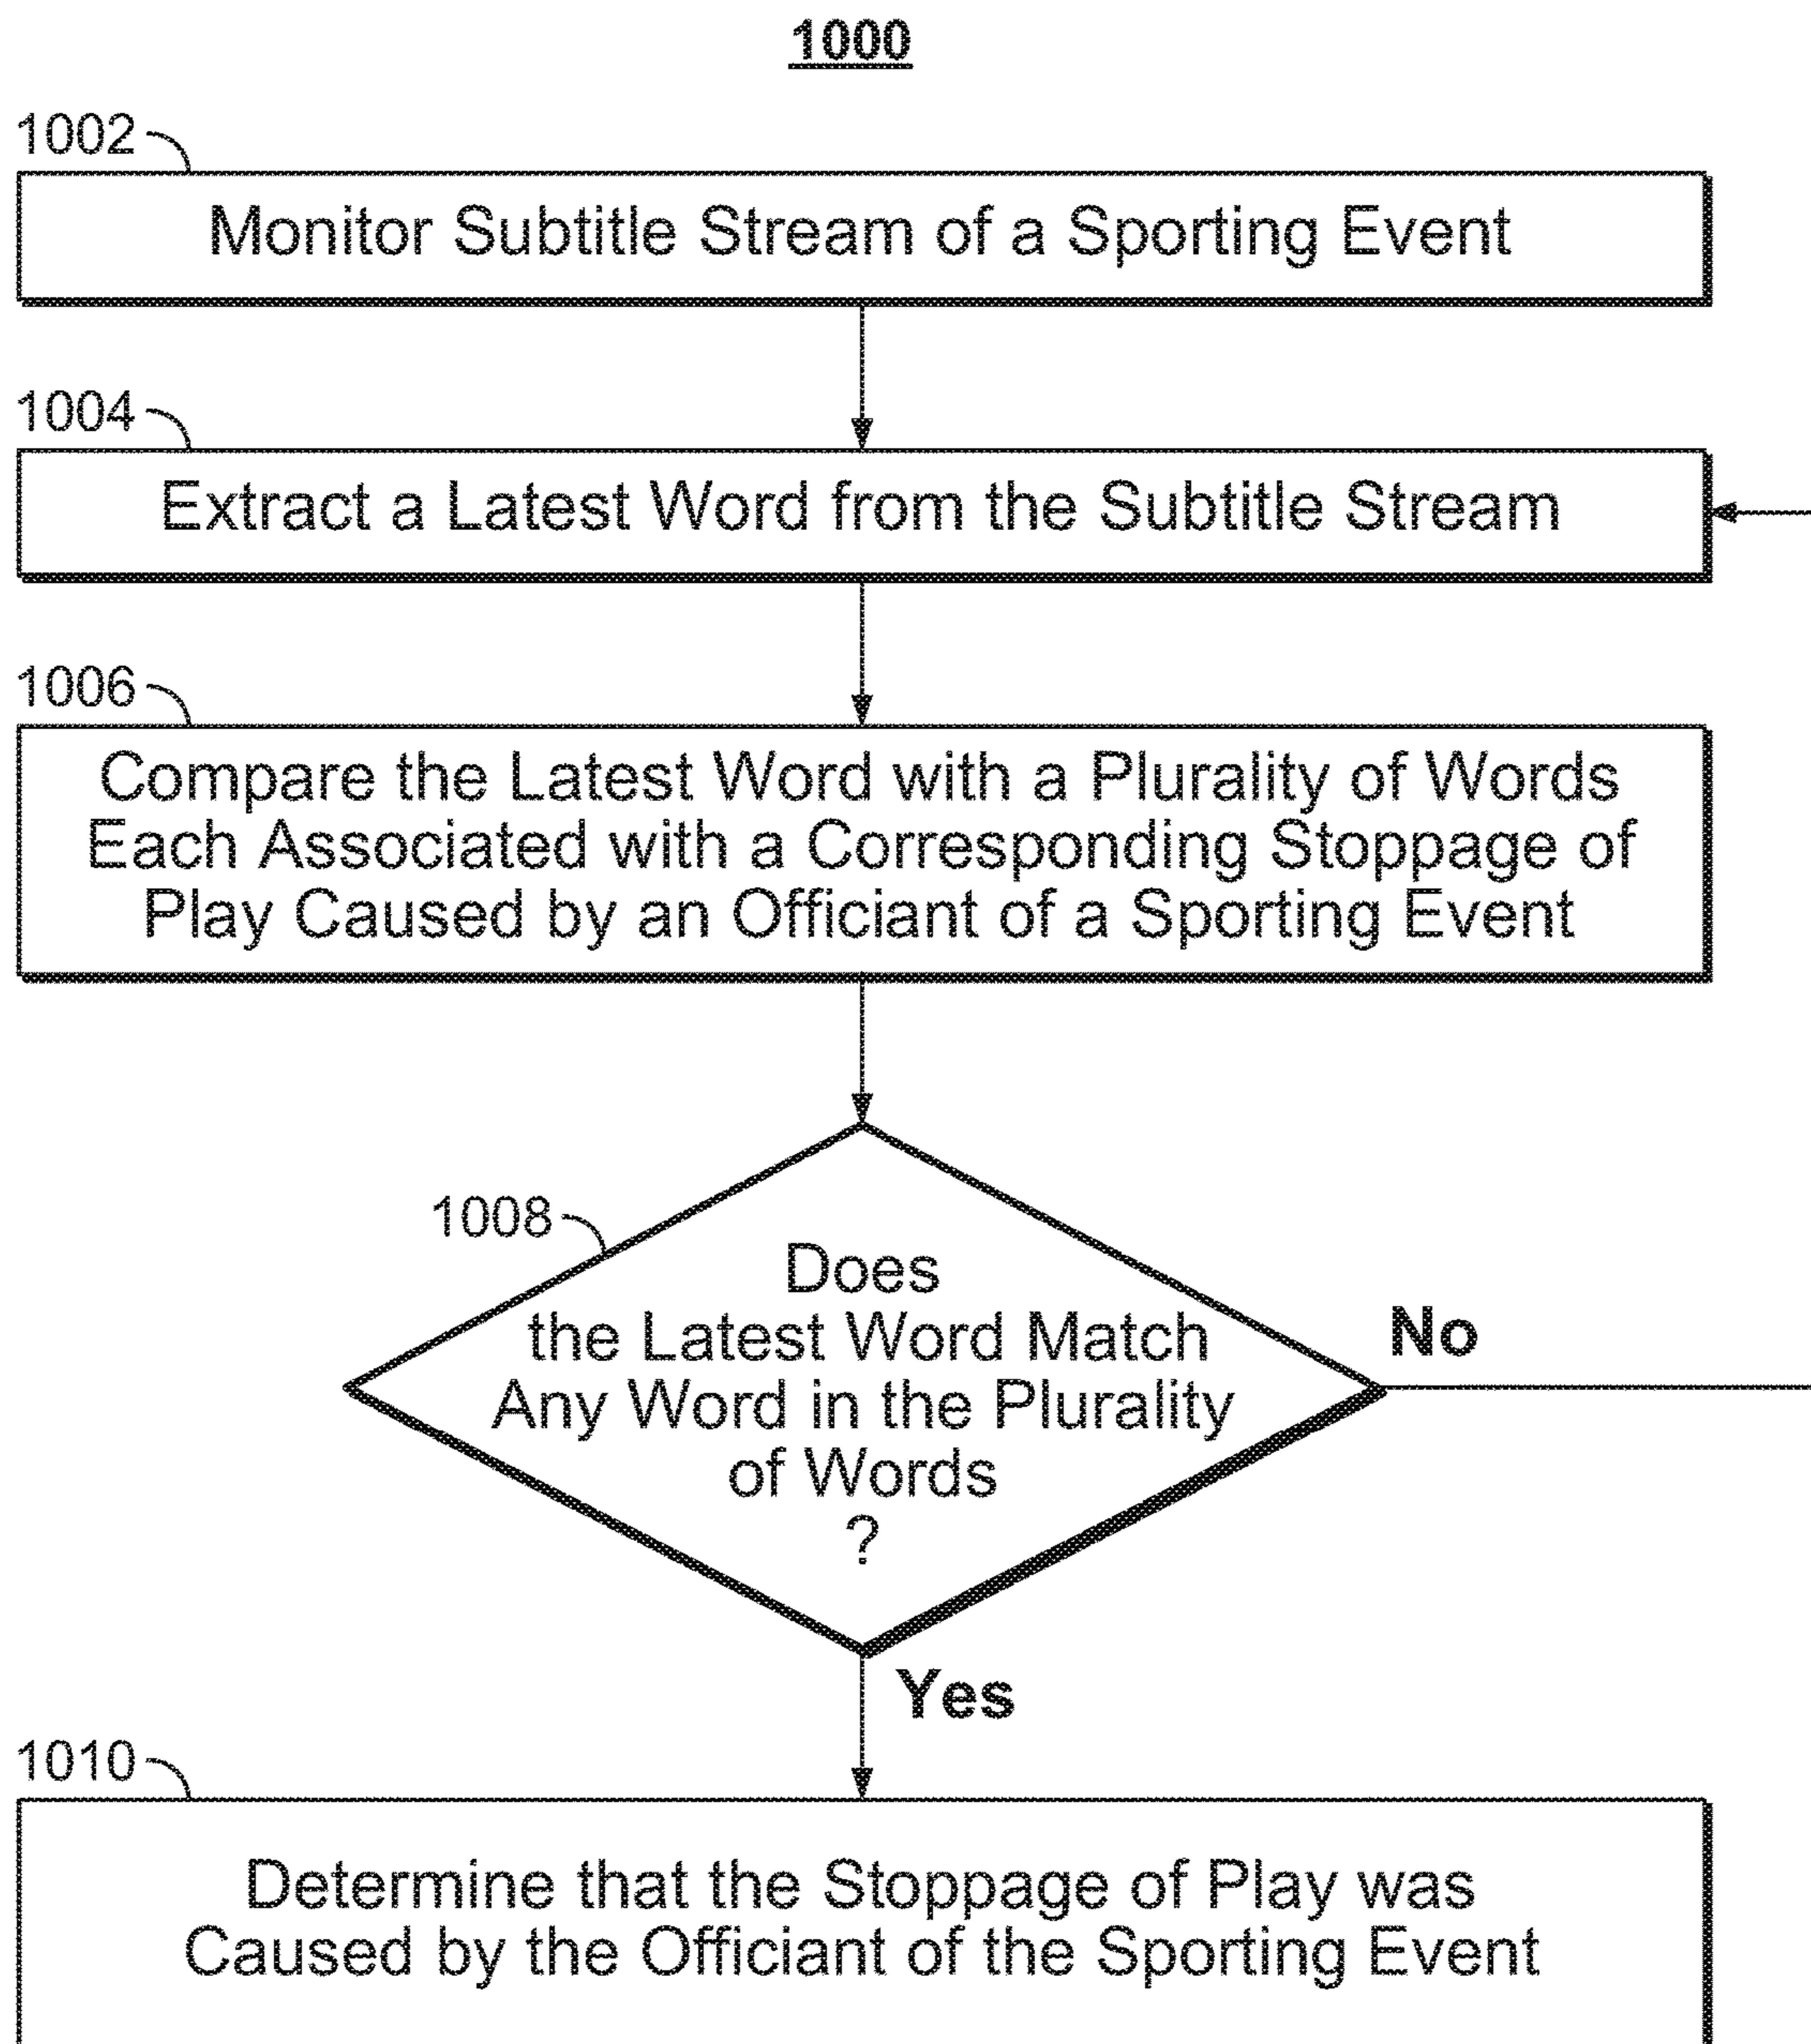 1000
1002
Monitor Subtitle Stream of a Sporting Event
1004
Extract a Latest Word from the Subtitle Stream
1006
Compare the Latest Word with a Plurality of Words
Each Associated with a Corresponding Stoppage of
Play Caused by an Officiant of a Sporting Event
1008
Does
the Latest Word Match
Any Word in the Plurality
of Words
?
No
Yes
1010
Determine that the Stoppage of Play was
Caused by the Officiant of the Sporting Event